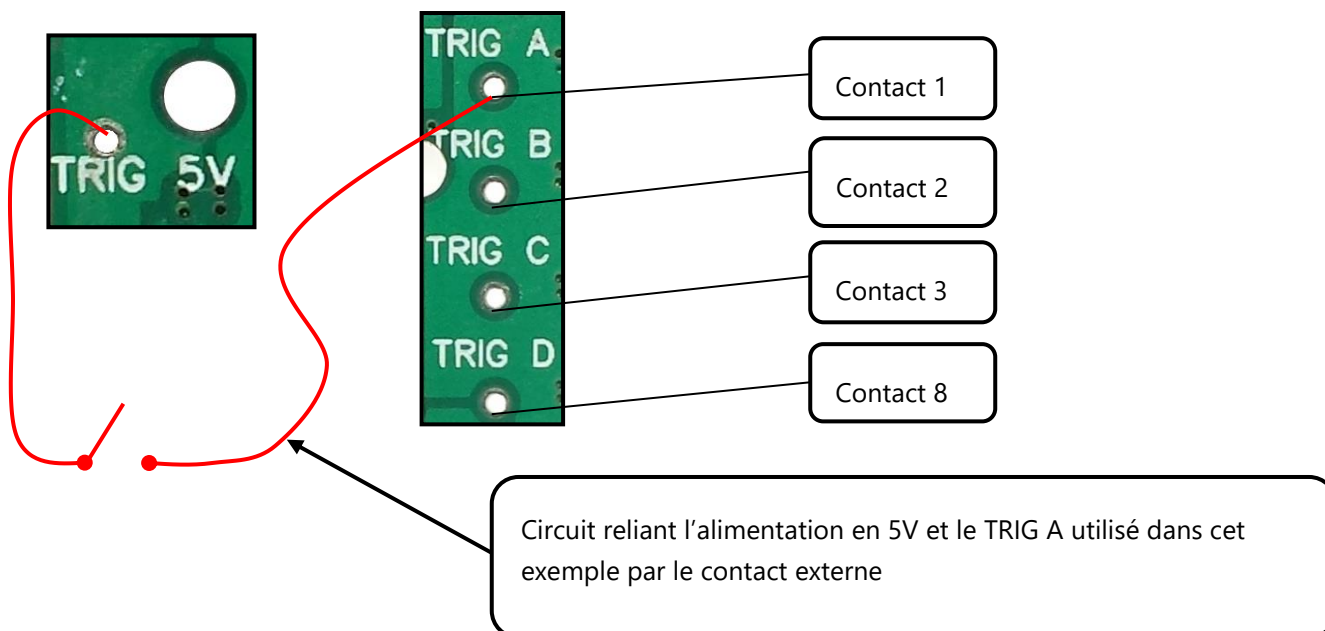 TRIG 5V
TRIG A
TRIG B
TRIG C
TRIG D
Contact 1
Contact 2
Contact 3
Contact 8
Circuit reliant l’alimentation en 5V et le TRIG A utilisé dans cet
exemple par le contact externe